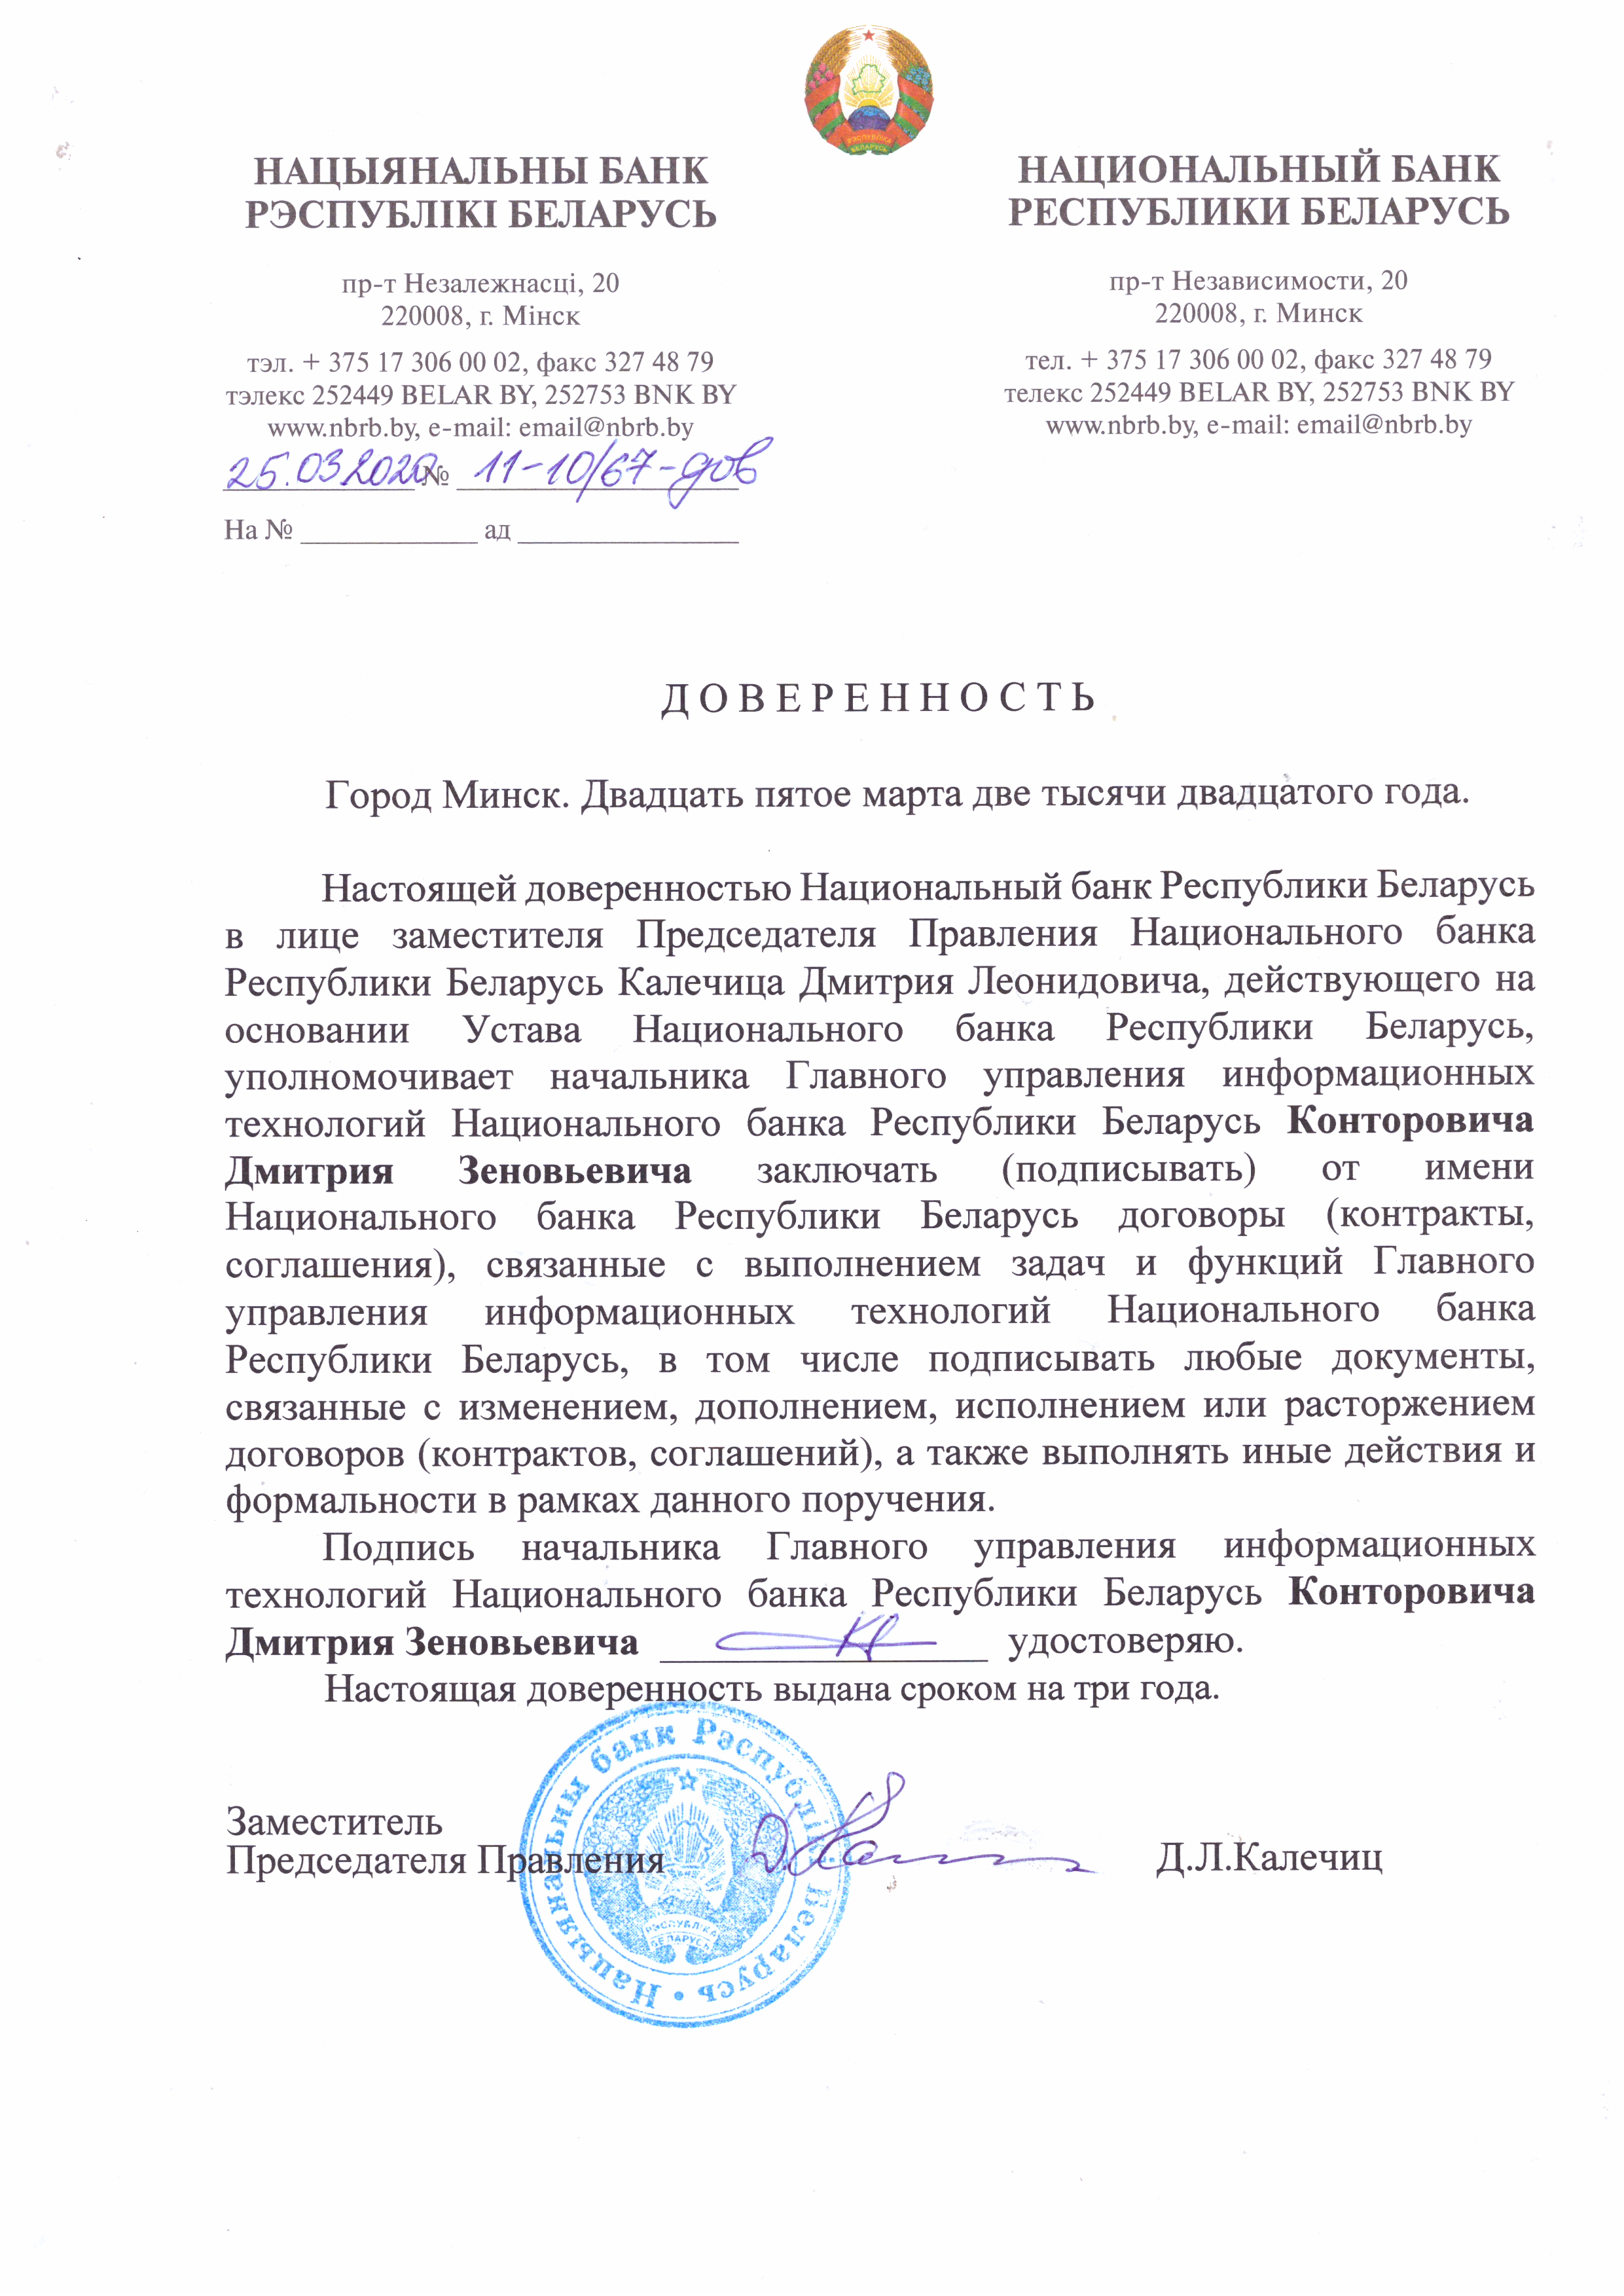 НАЦЫЯНАЛЬНЫ БАНК
РЭСПУБЛІКІ БЕЛАРУСЬ
пр-т Незалежнасці, 20
220008, г. Мінск
тэл. + 375 17 306 00 02, факс 327 48 79
тэлекс 252449 BELAR BY, 252753 BNK BY
www.nbrb.by, e-mail: email@nbrb.by
25.03.2020 № 11-10/67-дов
На № ____________ ад _______________
РЭСПУБЛІКА
БЕЛАРУСЬ
НАЦИОНАЛЬНЫЙ БАНК
РЕСПУБЛИКИ БЕЛАРУСЬ
пр-т Независимости, 20
220008, г. Минск
тел. + 375 17 306 00 02, факс 327 48 79
телекс 252449 BELAR BY, 252753 BNK BY
www.nbrb.by, e-mail: email@nbrb.by
ДОВЕРЕННОСТЬ
Город Минск. Двадцать пятое марта две тысячи двадцатого года.
Настоящей доверенностью Национальный банк Республики Беларусь
в лице заместителя Председателя Правления Национального банка
Республики Беларусь Калечица Дмитрия Леонидовича, действующего на
основании Устава Национального банка Республики Беларусь,
уполномочивает начальника Главного управления информационных
технологий Национального банка Республики Беларусь Конторовича
Дмитрия Зеновьевича заключать (подписывать) от имени
Национального банка Республики Беларусь договоры (контракты,
соглашения), связанные с выполнением задач и функций Главного
управления информационных технологий Национального банка
Республики Беларусь, в том числе подписывать любые документы,
связанные с изменением, дополнением, исполнением или расторжением
договоров (контрактов, соглашений), а также выполнять иные действия и
формальности в рамках данного поручения.
Подпись начальника Главного управления информационных
технологий Национального банка Республики Беларусь Конторовича
Дмитрия Зеновьевича ________________ удостоверяю.
Настоящая доверенность выдана сроком на три года.
Заместитель
Председателя Правления Д.Л.Калечиц
Нацыянальны банк Рэспублікі Беларусь •
РЭСПУБЛІКА
БЕЛАРУСЬ